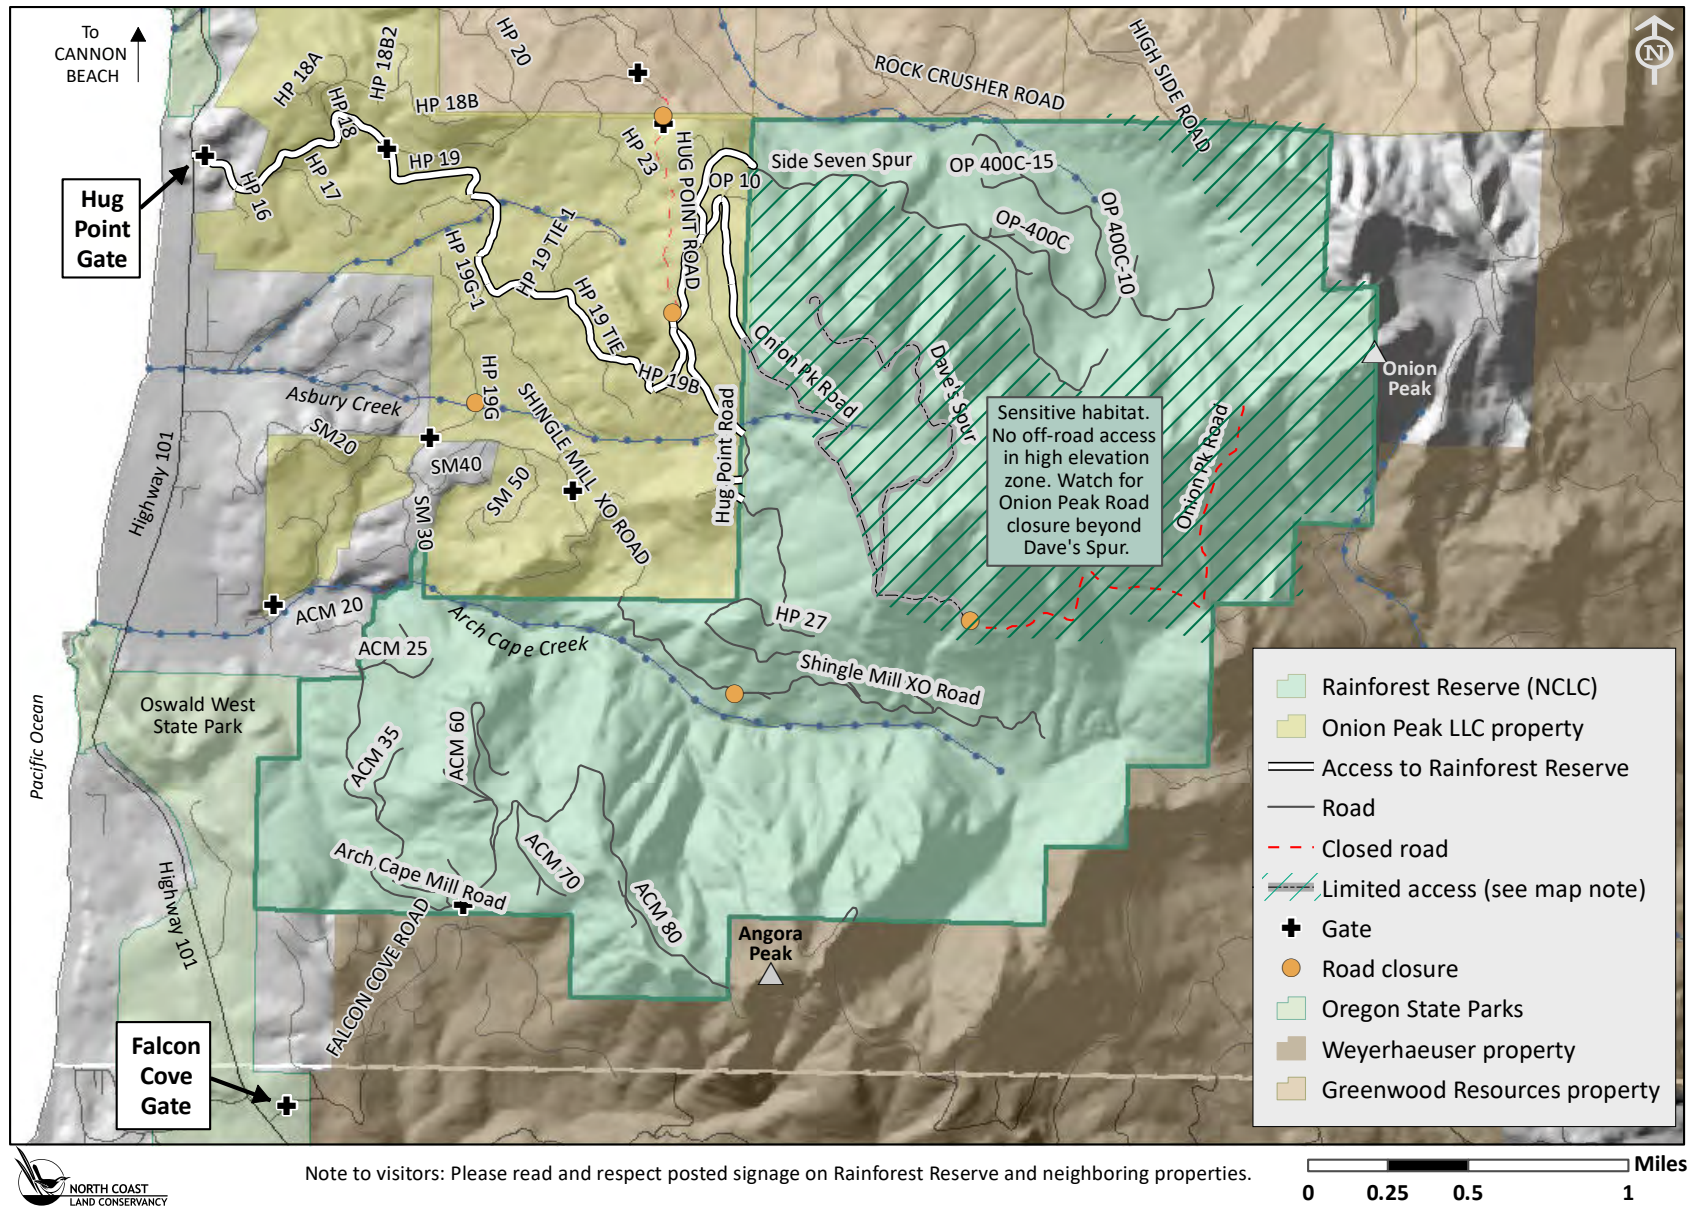 To
CANNON
BEACH
N
HP 18A
HP 18B2
HP 20
HP 18
HP 18B
ROCK CRUSHER ROAD
HIGH SIDE ROAD
HP 16
HP 17
HP 19
HP 23
HUG POINT ROAD
OP 10
Side Seven Spur
OP 400C-15
OP-400C
OP 400C-10
Hug
Point
Gate
HP 19G-1
HP 19 TIE 1
HP 19 TIE
HP 19B
HP 19G
Onion Pk Road
Dave's Spur
Onion
Peak
Asbury Creek
SM20
SM40
SM 50
SM 30
SHINGLE MILL XO ROAD
Hug Point Road
Highway 101
Sensitive habitat.
No off-road access
in high elevation
zone. Watch for
Onion Peak Road
closure beyond
Dave's Spur.
Onion Pk Road
ACM 20
ACM 25
Arch Cape Creek
HP 27
Shingle Mill XO Road
Oswald West
State Park
Pacific Ocean
ACM 35
ACM 60
ACM 70
ACM 80
Arch Cape Mill Road
FALCON COVE ROAD
Highway 101
Angora
Peak
Falcon
Cove
Gate
Rainforest Reserve (NCLC)
Onion Peak LLC property
Access to Rainforest Reserve
Road
Closed road
Limited access (see map note)
Gate
Road closure
Oregon State Parks
Weyerhaeuser property
Greenwood Resources property
NORTH COAST
LAND CONSERVANCY
Note to visitors: Please read and respect posted signage on Rainforest Reserve and neighboring properties.
Miles
0 0.25 0.5 1